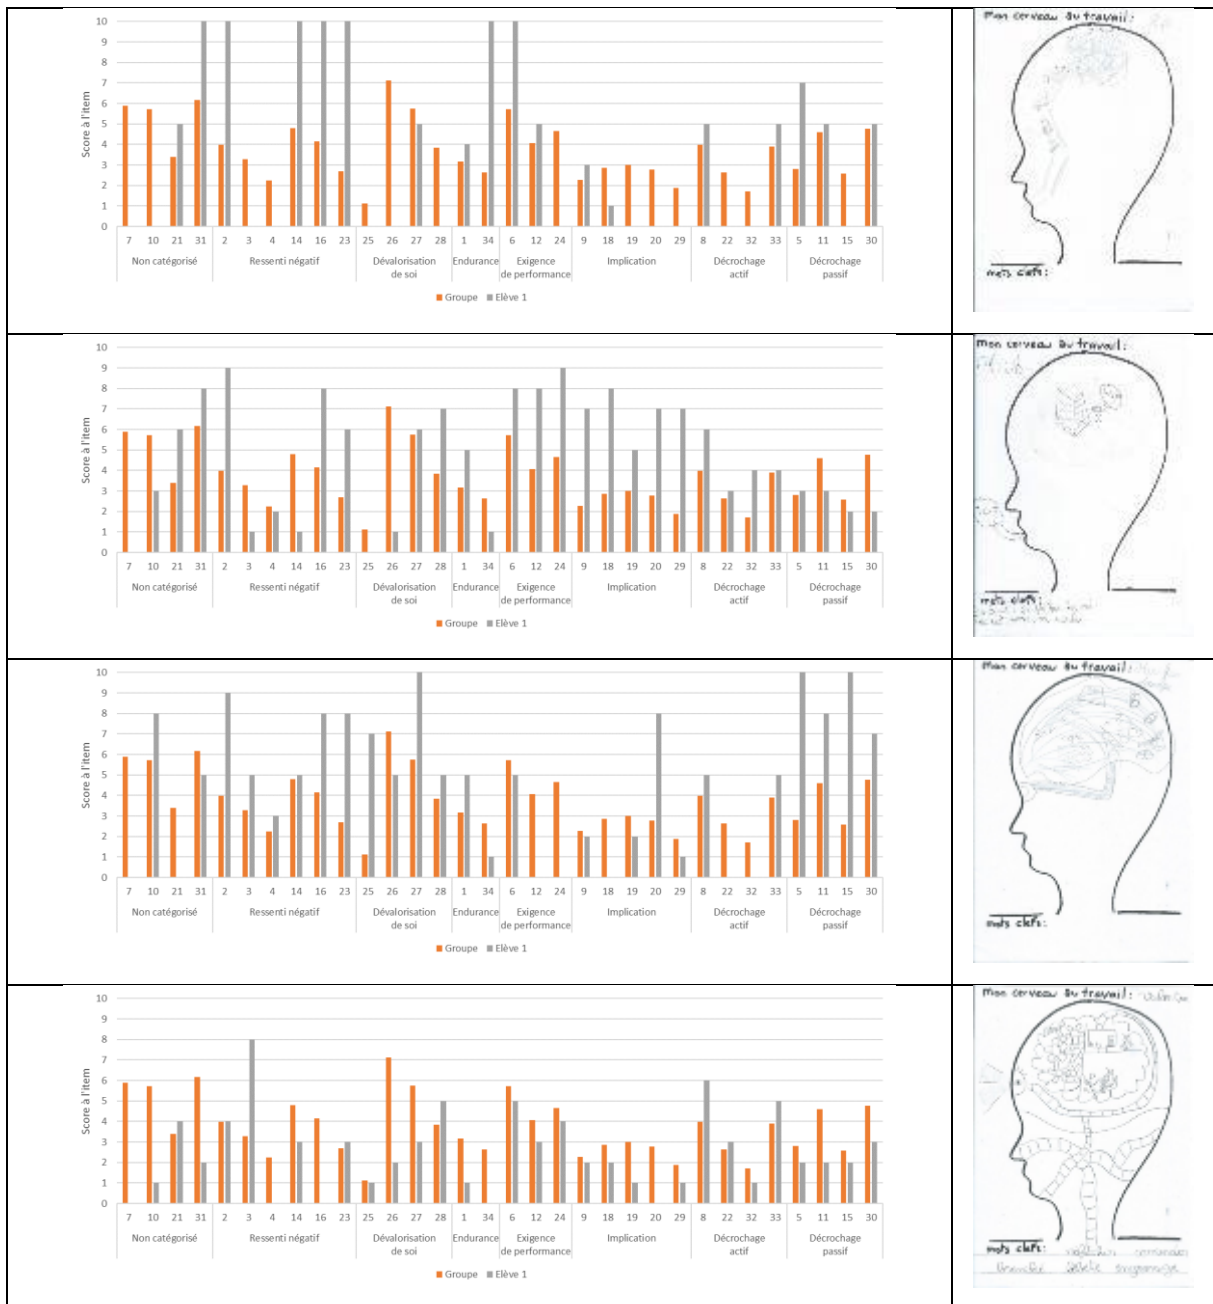 10
9
8
7
6
5
4
3
2
1
0
Score à l'item
7 10 21 31 2 3 4 14 16 23 25 26 27 28 1 34 6 12 24 9 18 19 20 29 8 22 32 33 5 11 15 30
Non catégorisé Ressenti négatif Dévalorisation Endurance Exigence Implication Décrochage Décrochage
de soi de performance actif passif
Groupe Elève 1
Mon cerveau au travail:
mots clefs:
10
9
8
7
6
5
4
3
2
1
0
Score à l'item
7 10 21 31 2 3 4 14 16 23 25 26 27 28 1 34 6 12 24 9 18 19 20 29 8 22 32 33 5 11 15 30
Non catégorisé Ressenti négatif Dévalorisation Endurance Exigence Implication Décrochage Décrochage
de soi de performance actif passif
Groupe Elève 1
Mon cerveau au travail:
mots clefs:
10
9
8
7
6
5
4
3
2
1
0
Score à l'item
7 10 21 31 2 3 4 14 16 23 25 26 27 28 1 34 6 12 24 9 18 19 20 29 8 22 32 33 5 11 15 30
Non catégorisé Ressenti négatif Dévalorisation Endurance Exigence Implication Décrochage Décrochage
de soi de performance actif passif
Groupe Elève 1
Mon cerveau au travail:
mots clefs:
10
9
8
7
6
5
4
3
2
1
0
Score à l'item
7 10 21 31 2 3 4 14 16 23 25 26 27 28 1 34 6 12 24 9 18 19 20 29 8 22 32 33 5 11 15 30
Non catégorisé Ressenti négatif Dévalorisation Endurance Exigence Implication Décrochage Décrochage
de soi de performance actif passif
Groupe Elève 1
Mon cerveau au travail:
mots clefs: